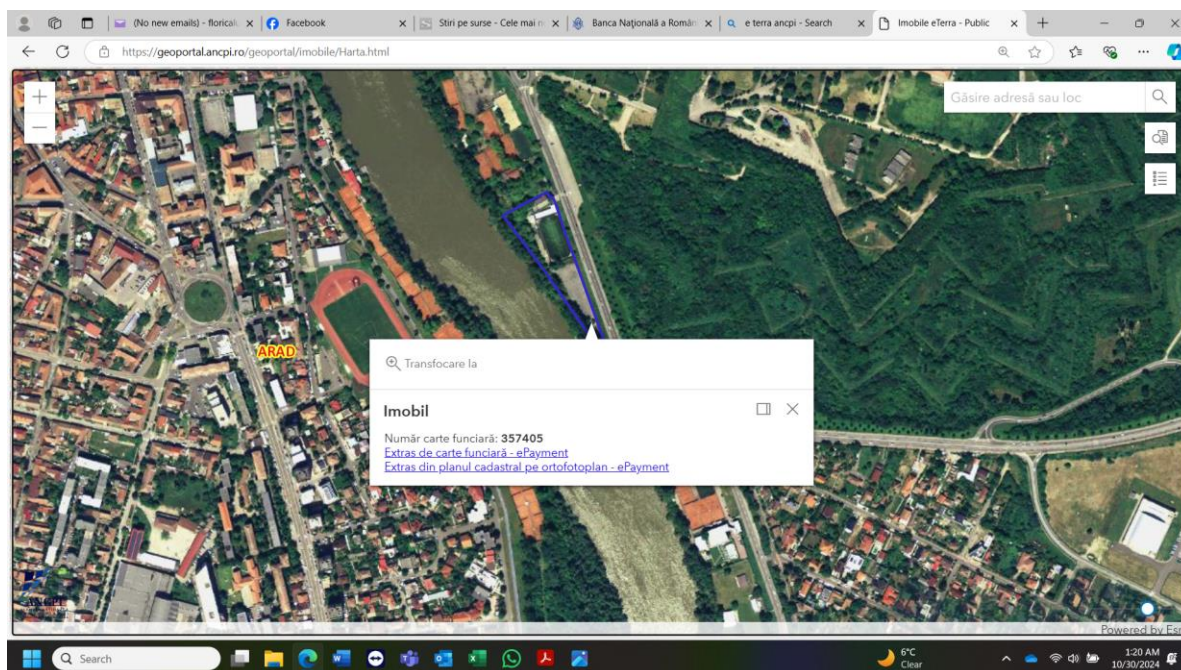 (No new emails) - florical
Facebook
Stiri pe surse - Cele mai n
Banca Națională a Român
e terra ancpi - Search
Imobile eTerra - Public
https://geoportal.ancpi.ro/geoportal/imobile/Harta.html
Găsire adresă sau loc
ARAD
Transfocare la
Imobil
Număr carte funciară: 357405
Extras de carte funciară - ePayment
Extras din planul cadastral pe ortofotoplan - ePayment
ANCPI
Powered by Esr
Search
6°C
Clear
1:20 AM
10/30/2024